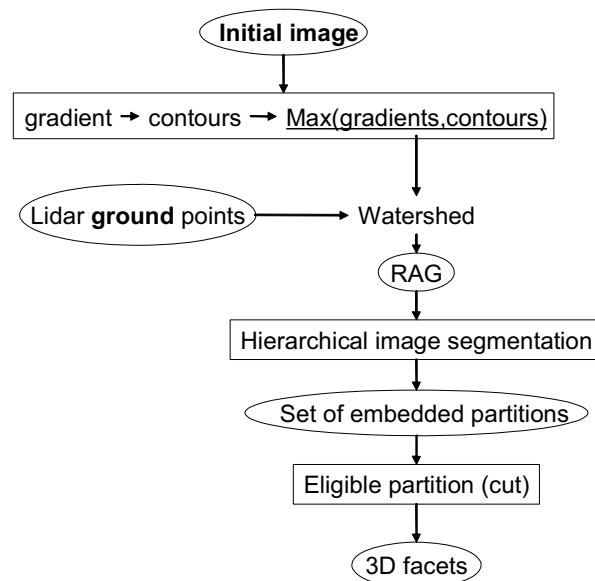 Initial image
gradient → contours → Max(gradients,contours)
Lidar ground points
Watershed
RAG
Hierarchical image segmentation
Set of embedded partitions
Eligible partition (cut)
3D facets